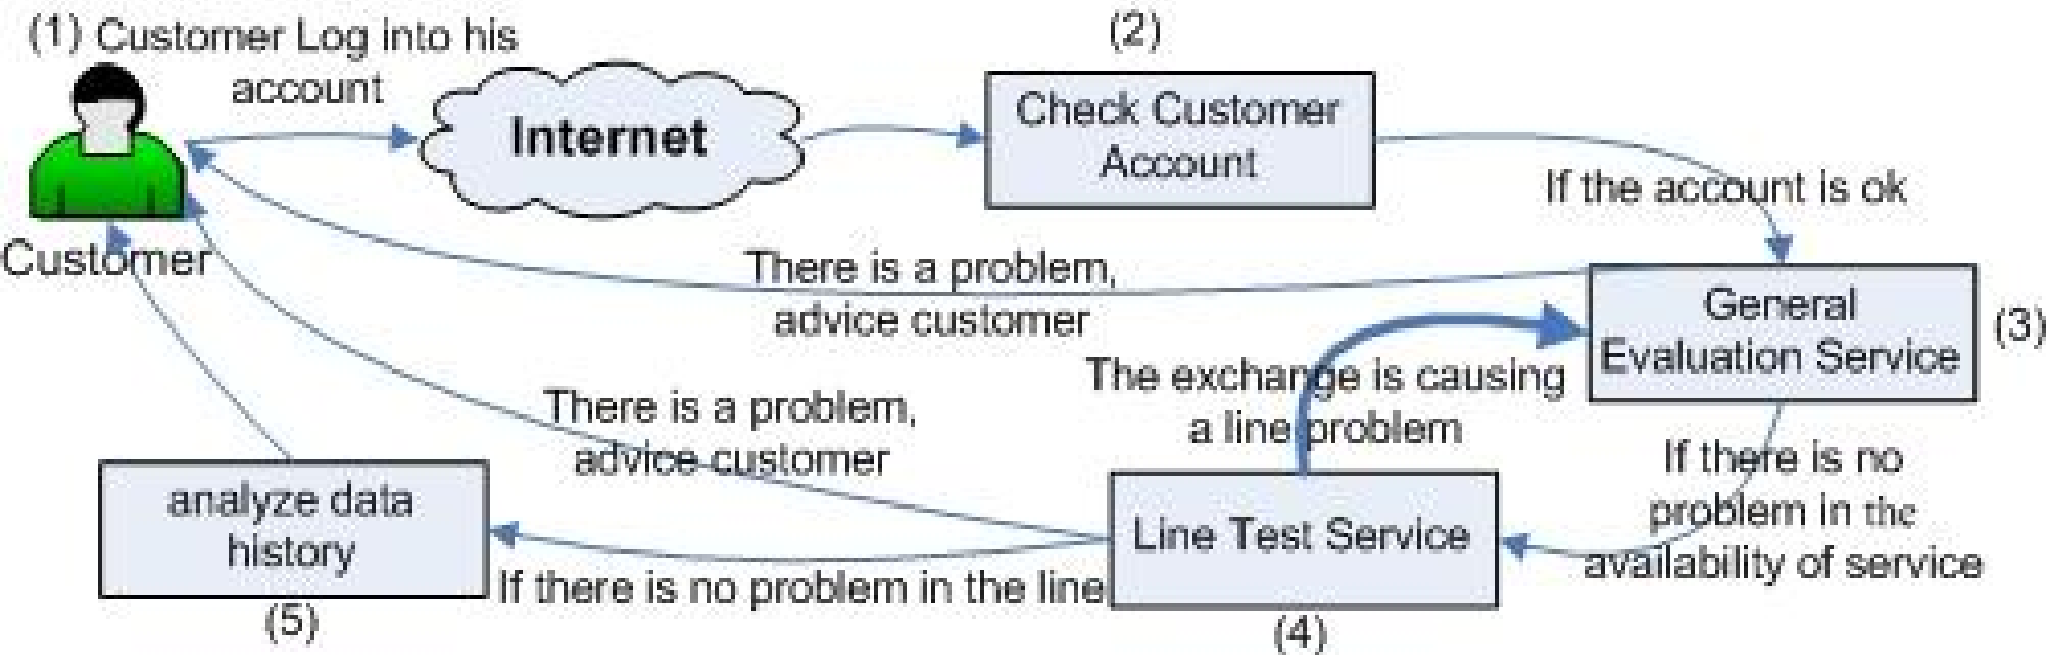 (1) Customer Log into his
account
Customer
Internet
(2)
Check Customer
Account
If the account is ok
There is a problem,
advice customer
General
Evaluation Service
(3)
The exchange is causing
a line problem
If there is no
problem in the
availability of service
Line Test Service
(4)
There is a problem,
advice customer
If there is no problem in the line
analyze data
history
(5)